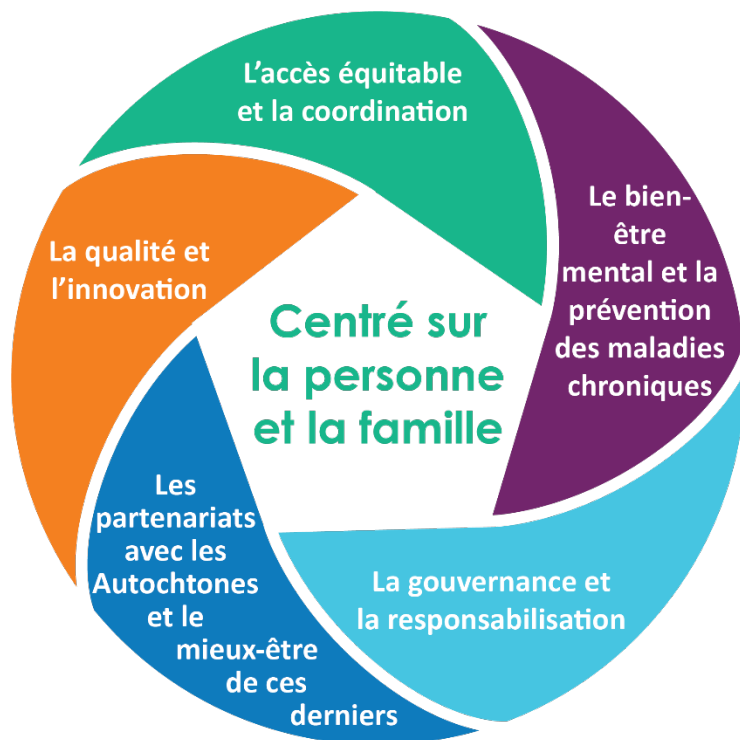 L'accès équitable
et la coordination
Le bien-
être
mental et la
prévention
des maladies
chroniques
La qualité et
l'innovation
Centré sur
la personne
et la famille
Les
partenariats
avec les
Autochtones
et le
mieux-être
de ces
derniers
La gouvernance et
la responsabilisation